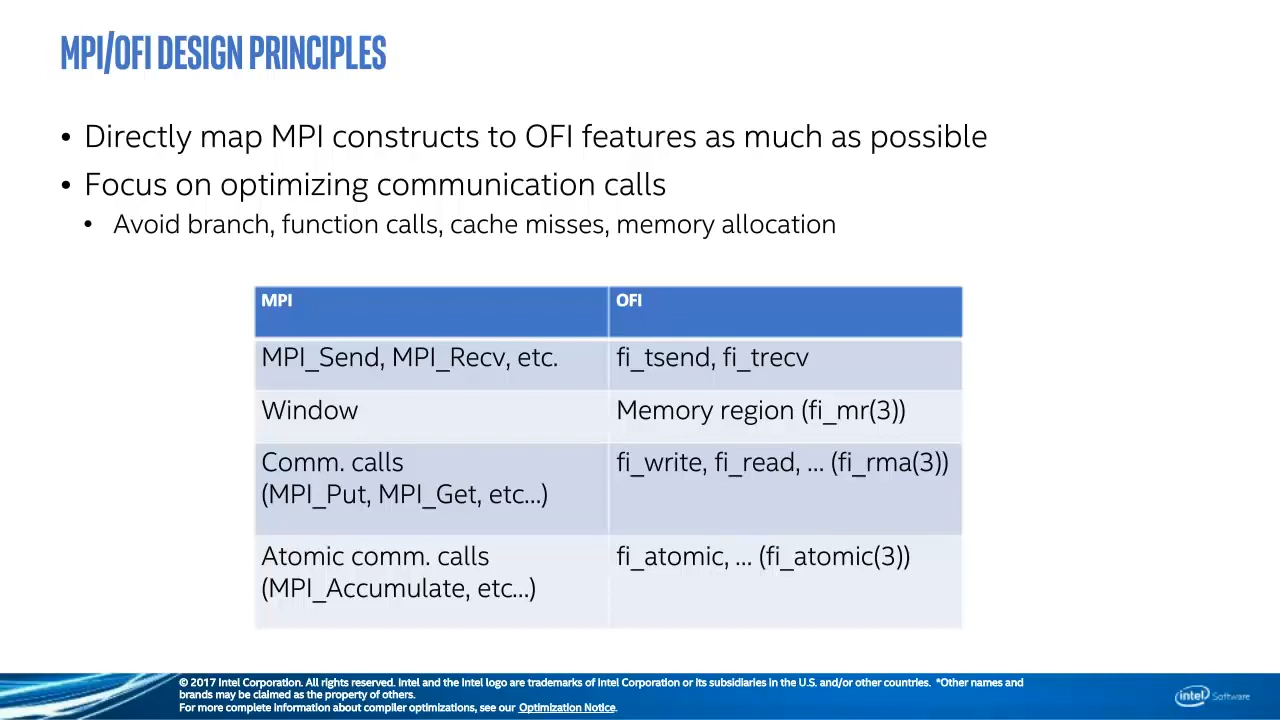 MPI/OFI DESIGN PRINCIPLES
• Directly map MPI constructs to OFI features as much as possible
• Focus on optimizing communication calls
• Avoid branch, function calls, cache misses, memory allocation
MPI OFI
MPI_Send, MPI_Recv, etc. fi_tsend, fi_trecv
Window Memory region (fi_mr(3))
Comm. calls fi_write, fi_read, ... (fi_rma(3))
(MPI_Put, MPI_Get, etc...)
Atomic comm. calls fi_atomic, ... (fi_atomic(3))
(MPI_Accumulate, etc...)
© 2017 Intel Corporation. All rights reserved. Intel and the Intel logo are trademarks of Intel Corporation or its subsidiaries in the U.S. and/or other countries. *Other names and
brands may be claimed as the property of others.
For more complete information about compiler optimizations, see our Optimization Notice.
intel Software